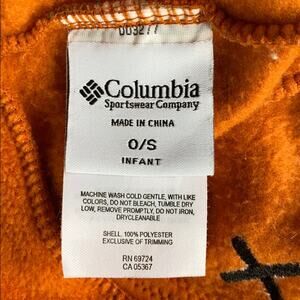 003277
Columbia
Sportswear Company
MADE IN CHINA
O/S
INFANT
MACHINE WASH COLD GENTLE, WITH LIKE
COLORS, DO NOT BLEACH, TUMBLE DRY
LOW, REMOVE PROMPTLY, DO NOT IRON,
DRYCLEANABLE
SHELL: 100% POLYESTER
EXCLUSIVE OF TRIMMING
RN 69724
CA 05367